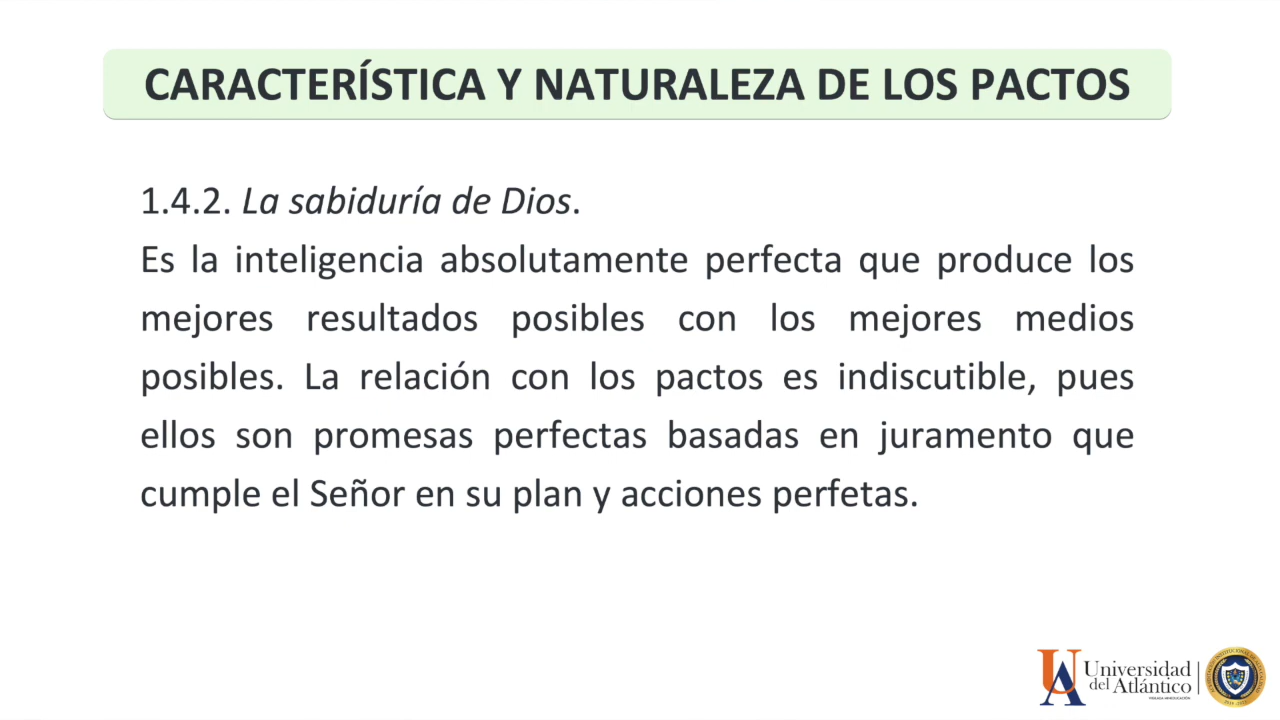 CARACTERÍSTICA Y NATURALEZA DE LOS PACTOS
1.4.2. La sabiduría de Dios.
Es la inteligencia absolutamente perfecta que produce los
mejores resultados posibles con los mejores medios
posibles. La relación con los pactos es indiscutible, pues
ellos son promesas perfectas basadas en juramento que
cumple el Señor en su plan y acciones perfetas.
UA
Universidad
del Atlántico